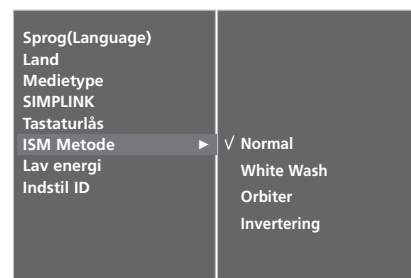 Sprog(Language)
Land
Medietype
SIMPLINK
Tastaturlås
ISM Metode ►
Lav energi
Indstil ID
√ Normal
White Wash
Orbiter
Invertering